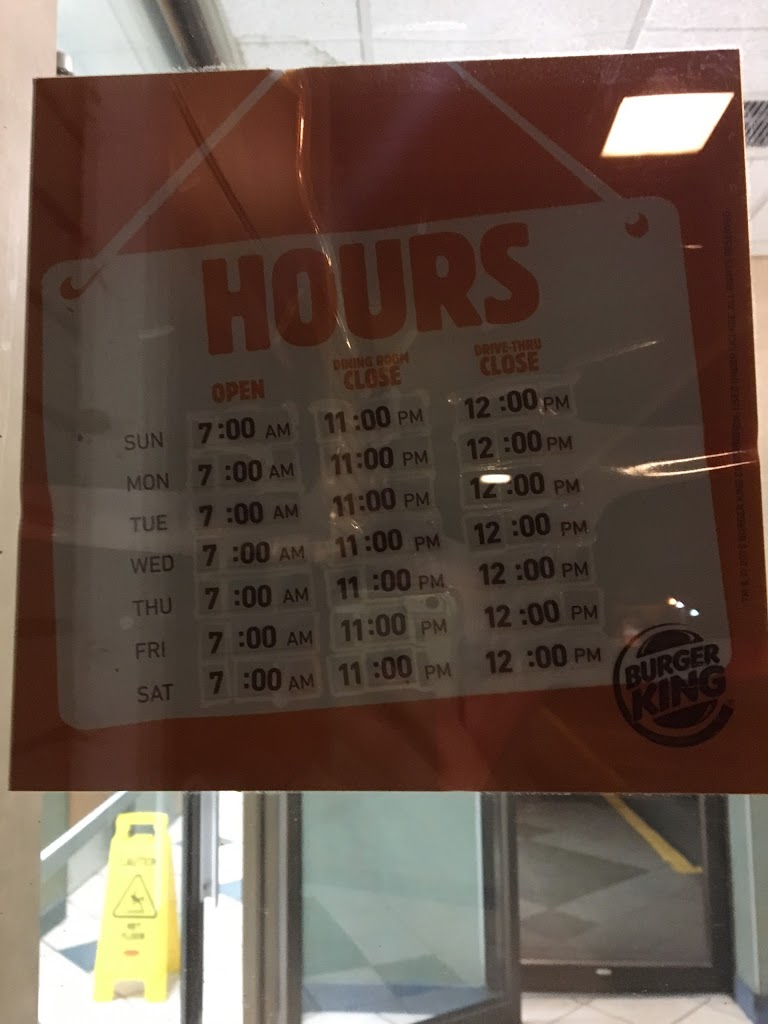 HOURS
OPEN
DINING ROOM
CLOSE
DRIVE-THRU
CLOSE
SUN 7:00 AM 11:00 PM 12:00 PM
MON 7:00 AM 11:00 PM 12:00 PM
TUE 7:00 AM 11:00 PM 12:00 PM
WED 7:00 AM 11:00 PM 12:00 PM
THU 7:00 AM 11:00 PM 12:00 PM
FRI 7:00 AM 11:00 PM 12:00 PM
SAT 7:00 AM 11:00 PM 12:00 PM
BURGER
KING